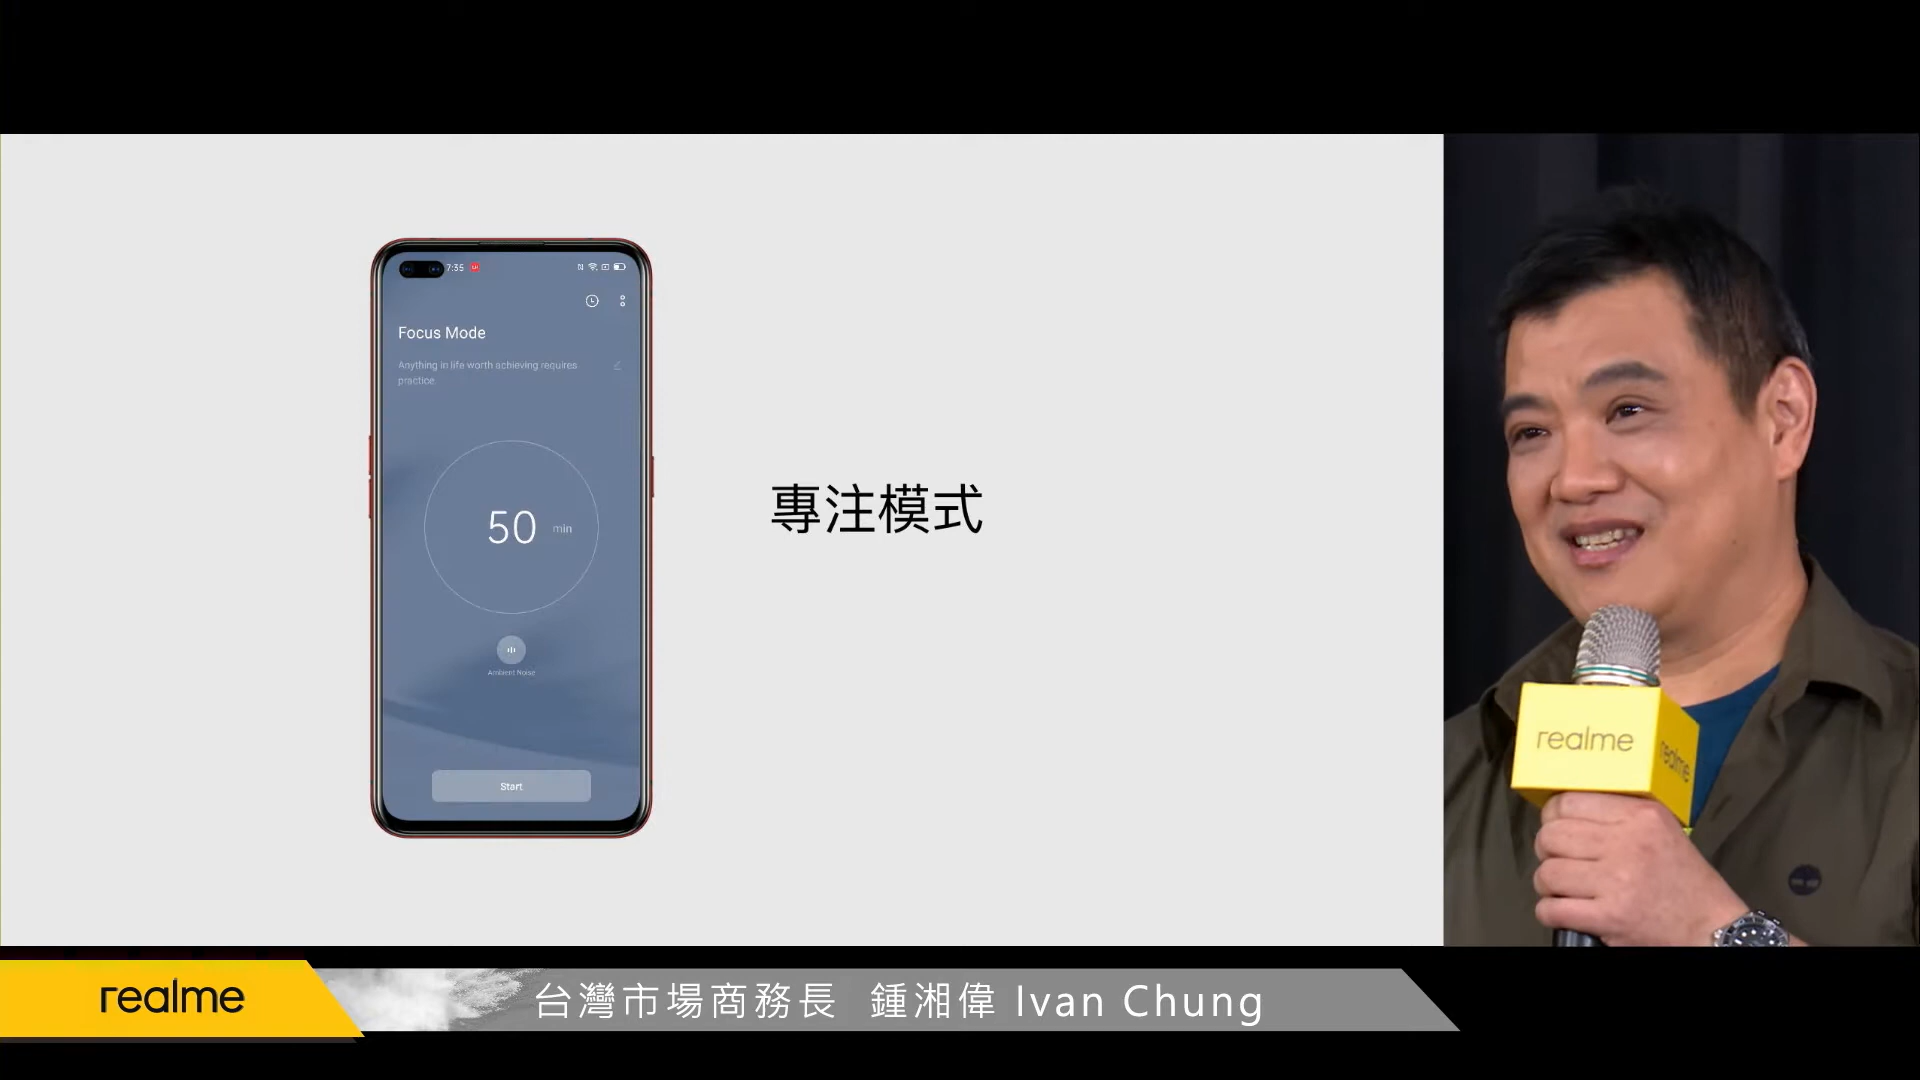 7:35
Focus Mode
Anything in life worth achieving requires
practice.
50 min
Ambient Noise
Start
專注模式
realme
realme
realme
台灣市場商務長 鍾湘偉 Ivan Chung